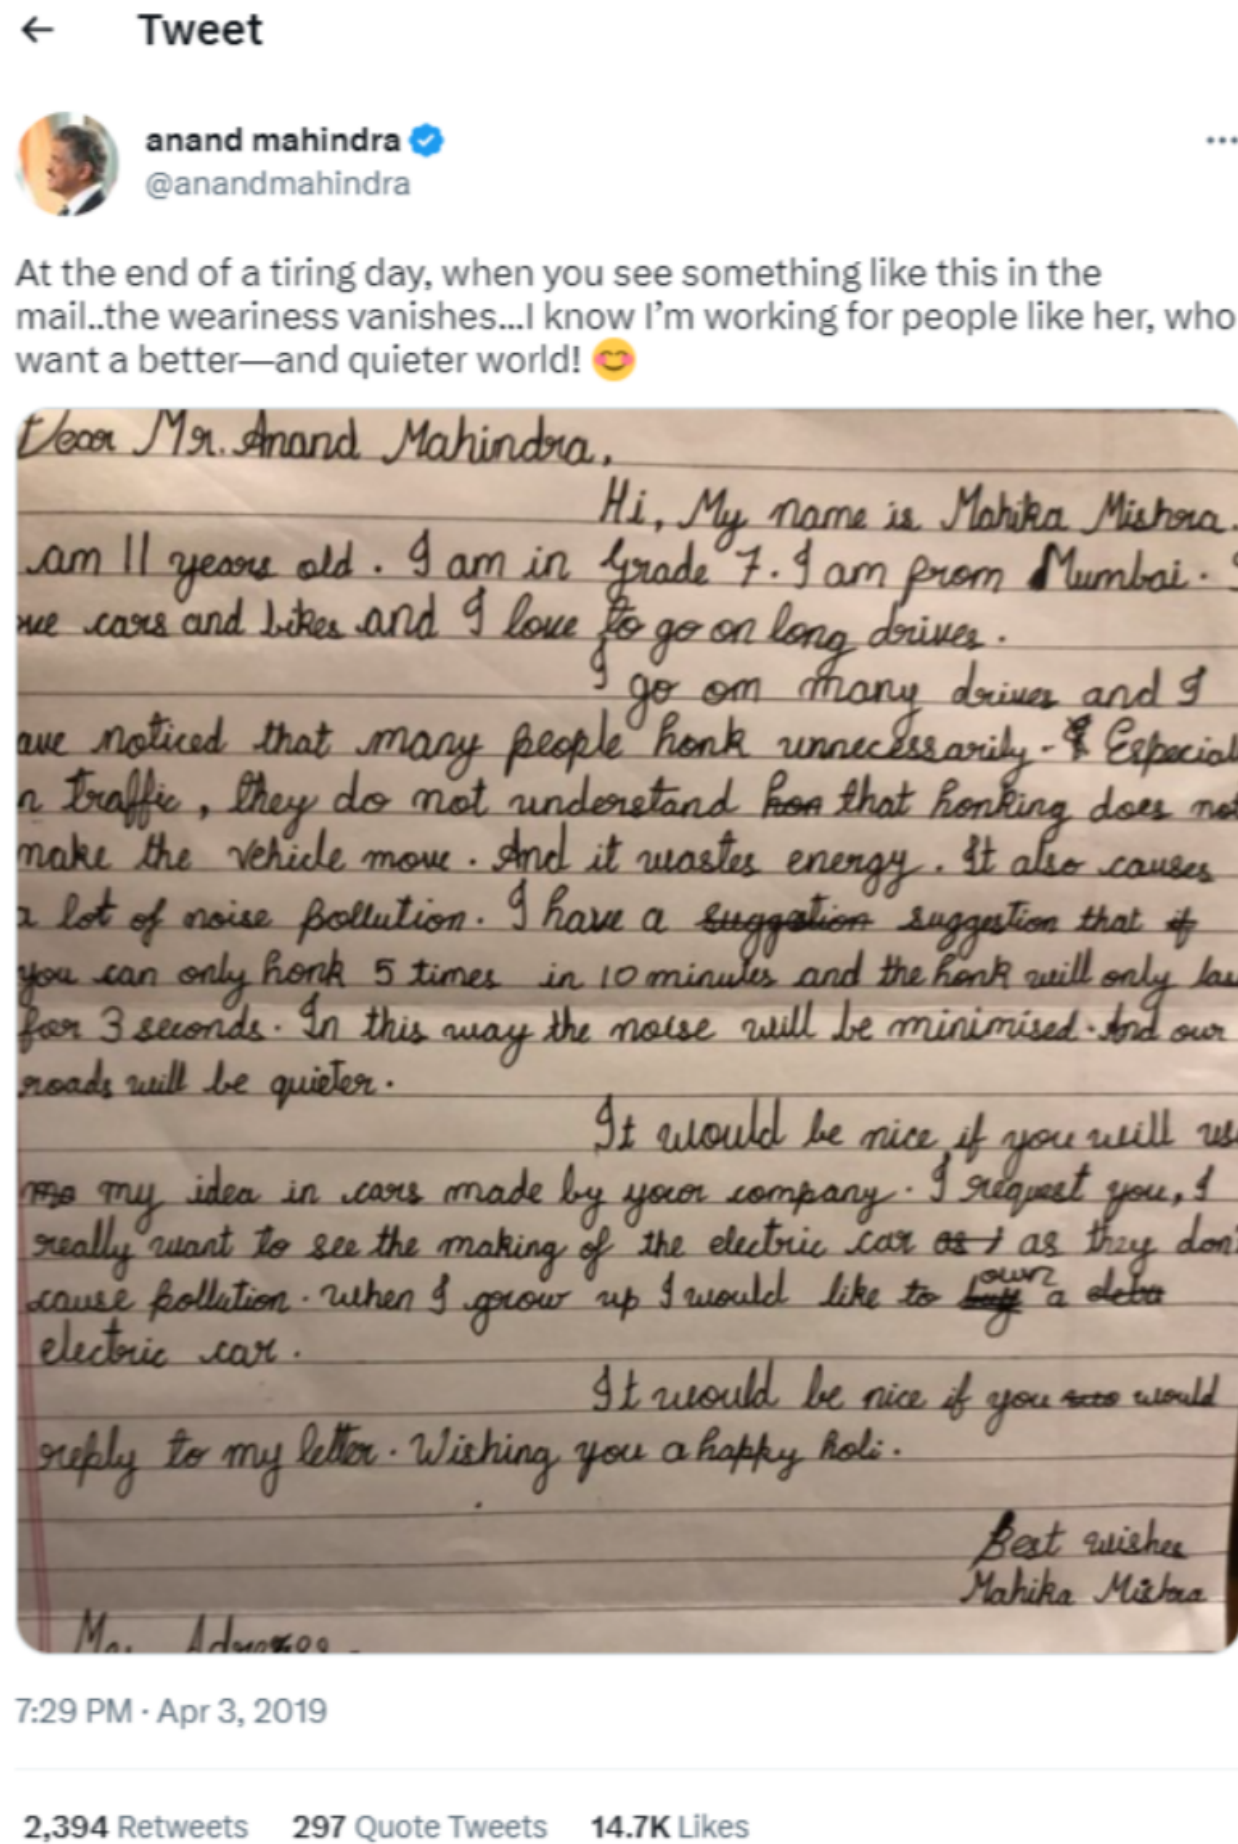 ← Tweet
anand mahindra
@anandmahindra
...
At the end of a tiring day, when you see something like this in the
mail..the weariness vanishes...I know I'm working for people like her, who
want a better—and quieter world! 😊
Dear Mr. Anand Mahindra,
Hi, My name is Mahika Mishra.
am 11 years old. I am in Grade 7. I am from Mumbai. I
ove cars and bikes and I love to go on long drives.
I go on many drives and I
ave noticed that many people honk unnecessarily. Especial
n traffic, they do not understand hon that honking does not
make the vehicle move. And it wastes energy. It also causes
a lot of noise pollution. I have a suggestion suggestion that if
you can only honk 5 times in 10 minutes and the honk will only las
for 3 seconds. In this way the noise will be minimised. And our
roads will be quieter.
It would be nice if you will us
my idea in cars made by your company. I request you, I
really want to see the making of the electric car as as they don'
cause pollution. When I grow up I would like to buy own a
electric car.
It would be nice if you would
reply to my letter. Wishing you a happy holi.
Best wishes
Mahika Mishra
7:29 PM · Apr 3, 2019
2,394 Retweets 297 Quote Tweets 14.7K Likes